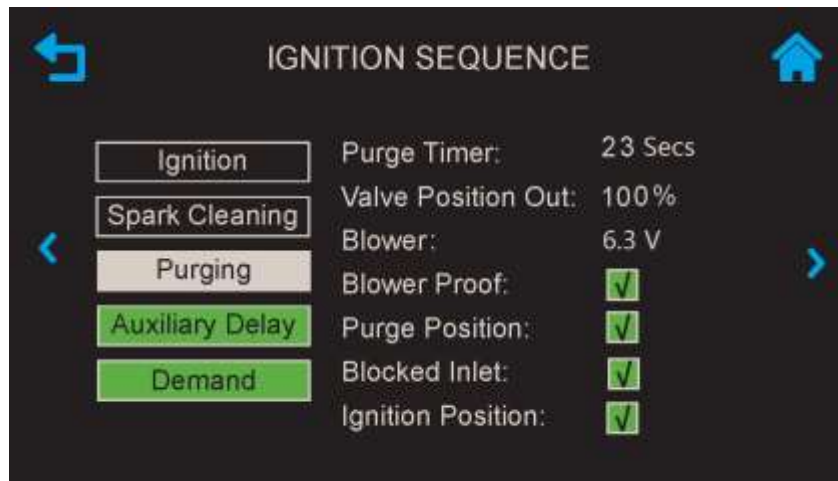 IGNITION SEQUENCE
Ignition
Spark Cleaning
Purging
Auxiliary Delay
Demand
Purge Timer: 23 Secs
Valve Position Out: 100%
Blower: 6.3 V
Blower Proof: √
Purge Position: √
Blocked Inlet: √
Ignition Position: √